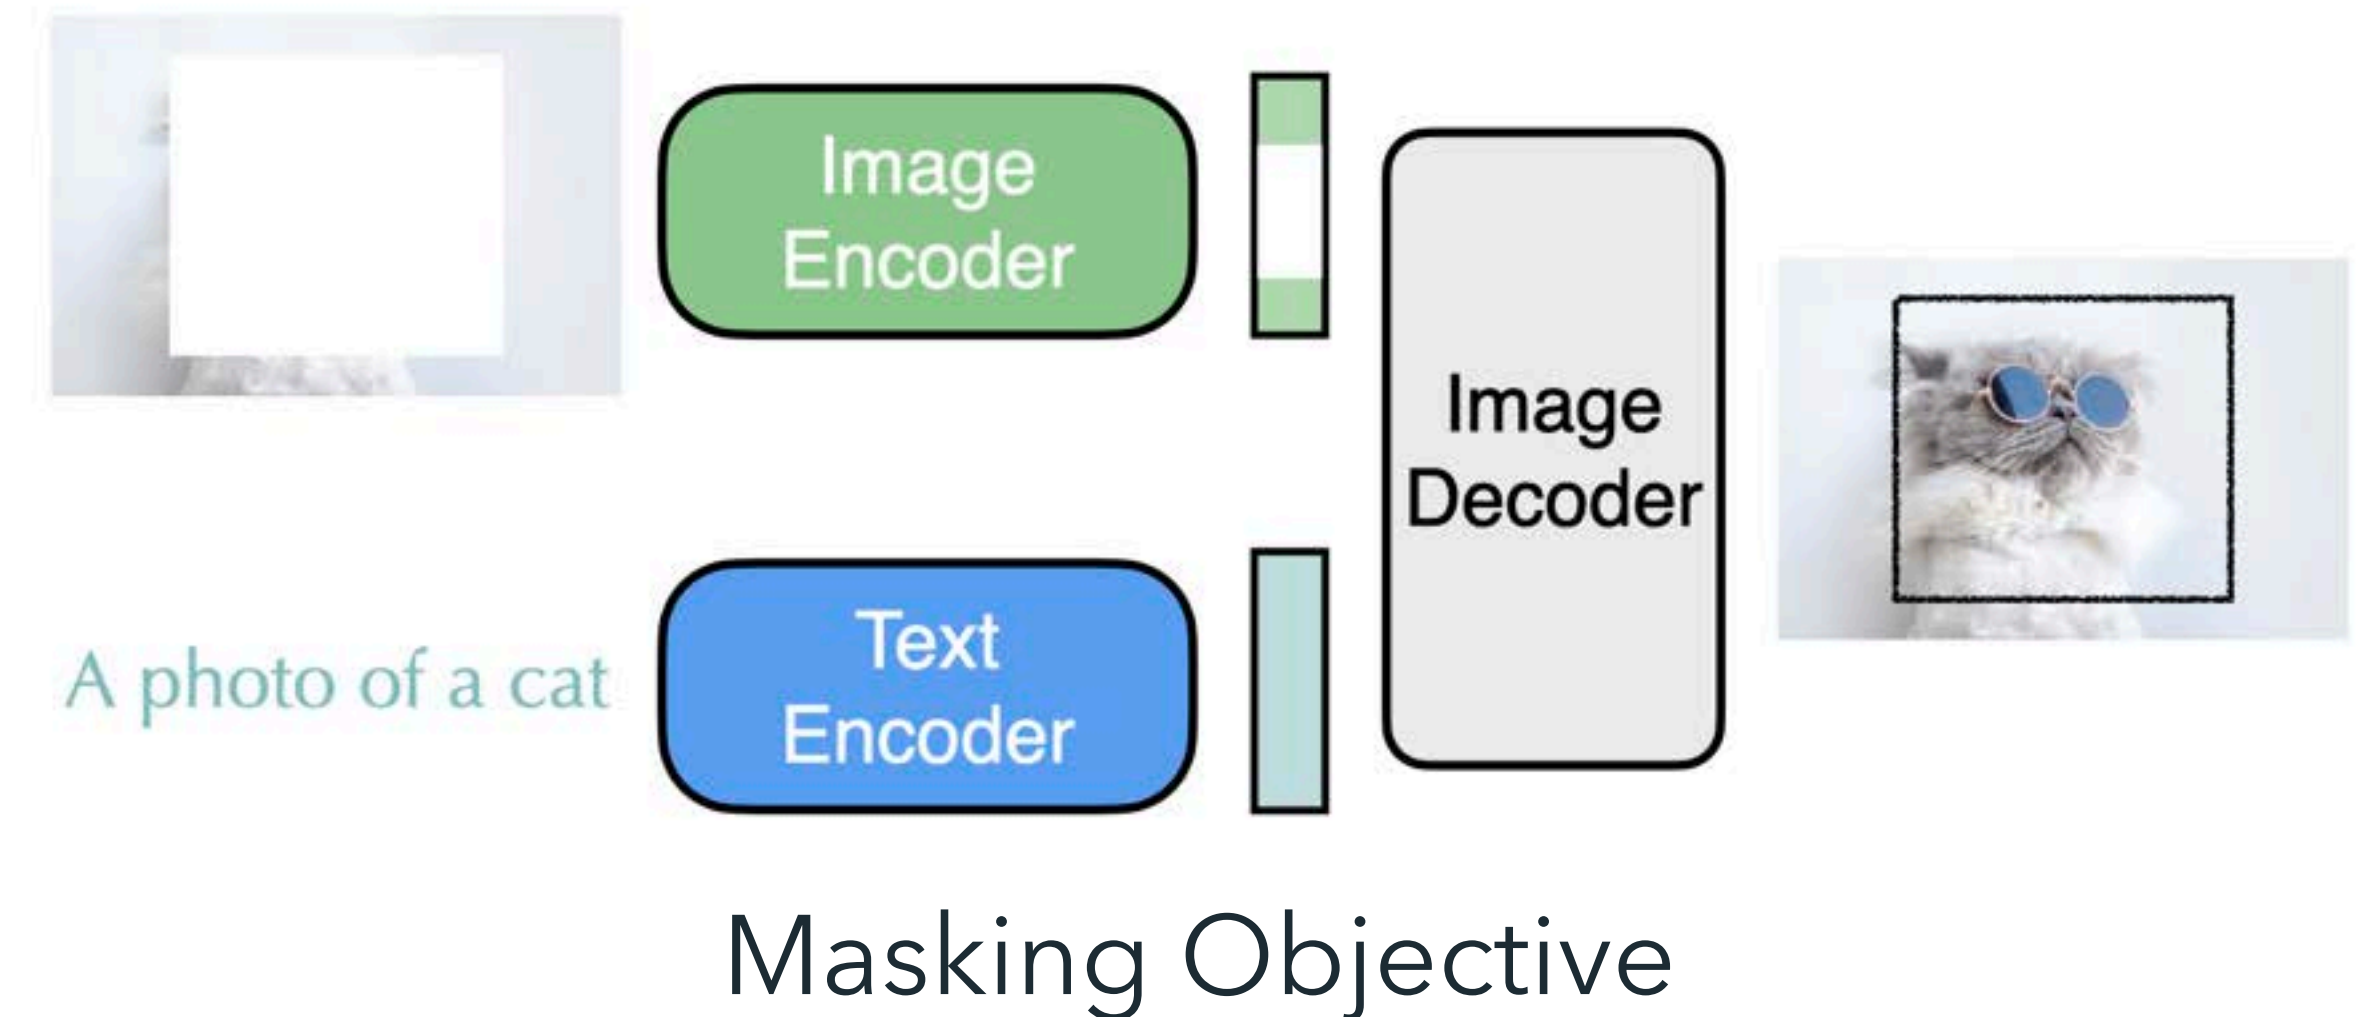 Image
Encoder
Image
Decoder
A photo of a cat
Text
Encoder
Masking Objective